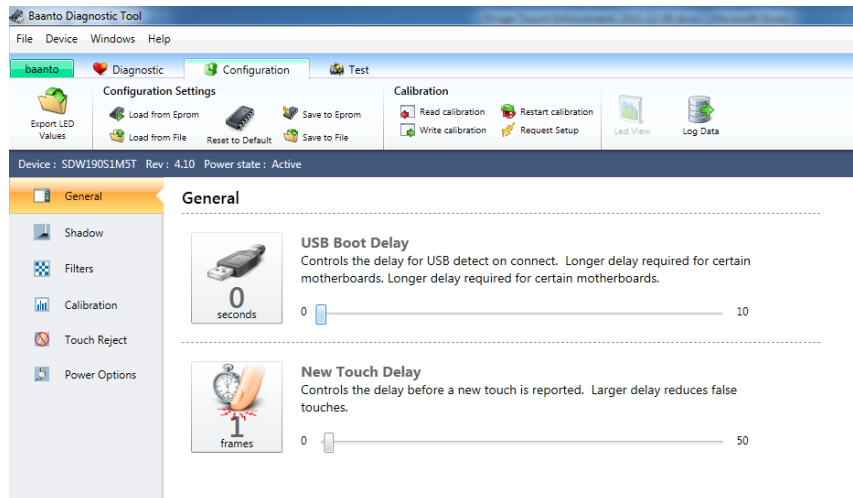 Baanto Diagnostic Tool
File Device Windows Help
baanto Diagnostic Configuration Test
Export LED Values
Configuration Settings
Load from Eprom
Load from File
Reset to Default
Save to Eprom
Save to File
Calibration
Read calibration
Write calibration
Restart calibration
Request Setup
Led View
Log Data
Device : SDW190S1M5T Rev : 4.10 Power state : Active
General
Shadow
Filters
Calibration
Touch Reject
Power Options
General
0
seconds
USB Boot Delay
Controls the delay for USB detect on connect. Longer delay required for certain
motherboards. Longer delay required for certain motherboards.
0 10
1
frames
New Touch Delay
Controls the delay before a new touch is reported. Larger delay reduces false
touches.
0 50